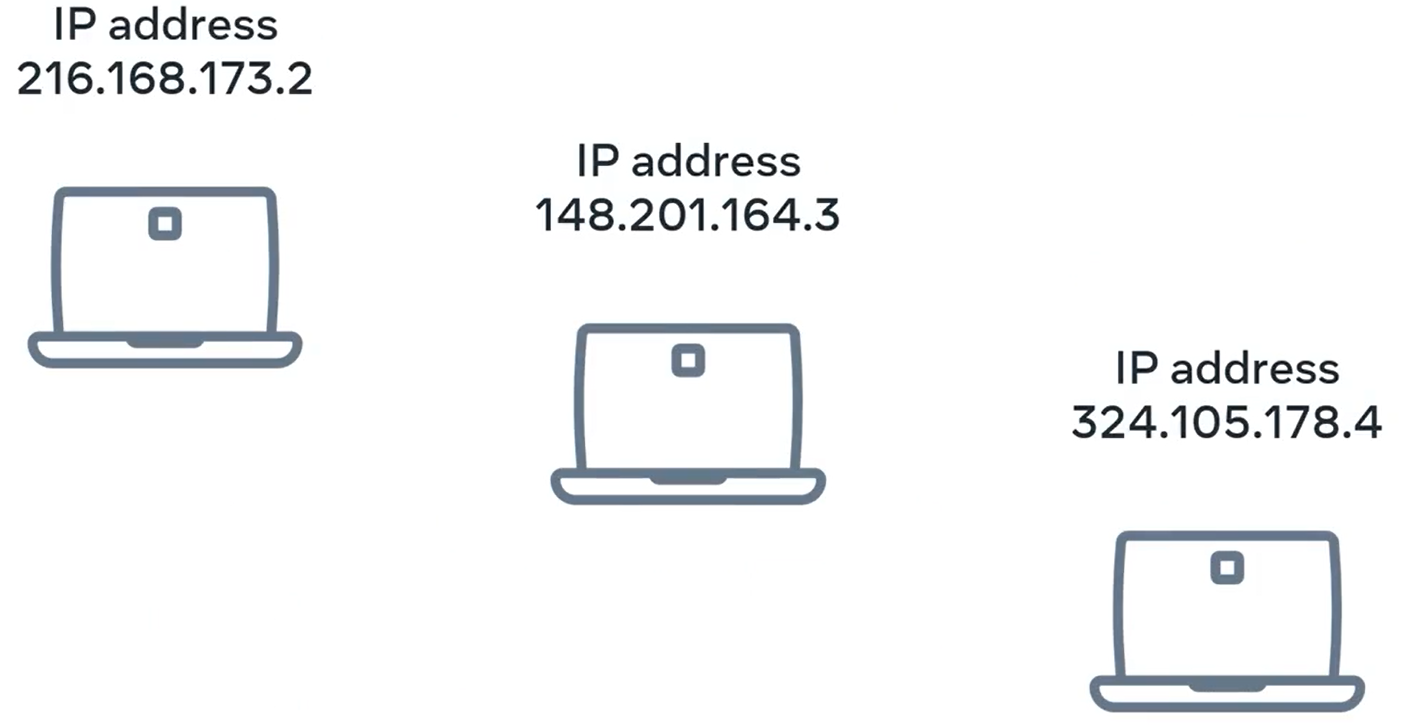 IP address
216.168.173.2
IP address
148.201.164.3
IP address
324.105.178.4